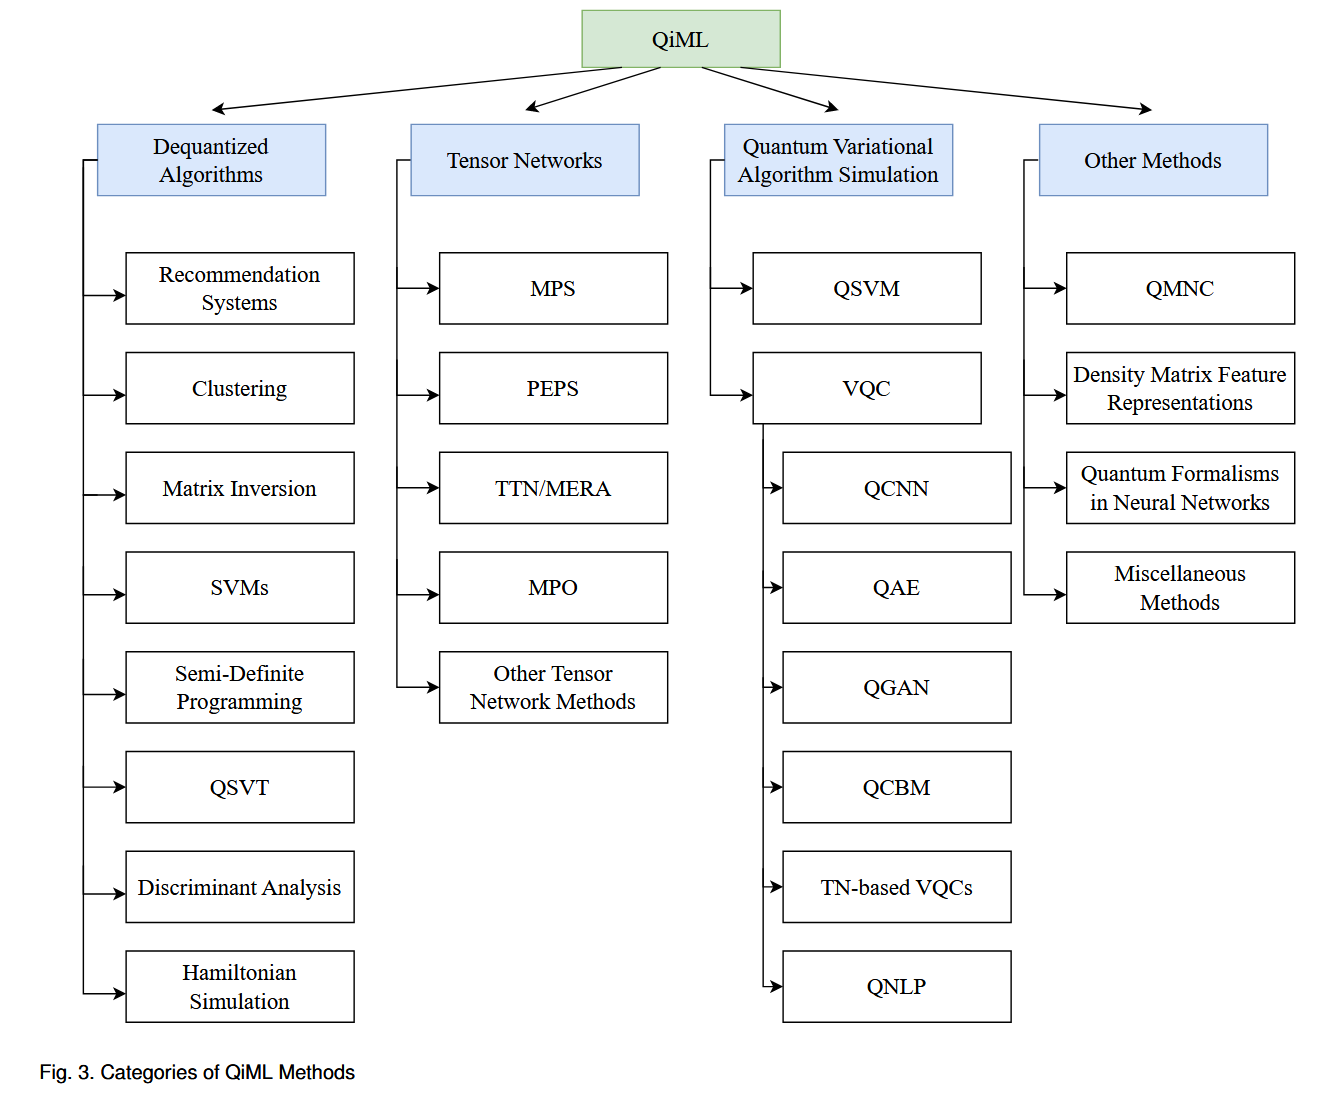 QiML
Dequantized
Algorithms
Recommendation
Systems
Clustering
Matrix Inversion
SVMs
Semi-Definite
Programming
QSVT
Discriminant Analysis
Hamiltonian
Simulation
Tensor Networks
MPS
PEPS
TTN/MERA
MPO
Other Tensor
Network Methods
Quantum Variational
Algorithm Simulation
QSVM
VQC
QCNN
QAE
QGAN
QCBM
TN-based VQCs
QNLP
Other Methods
QMNC
Density Matrix Feature
Representations
Quantum Formalisms
in Neural Networks
Miscellaneous
Methods
Fig. 3. Categories of QiML Methods